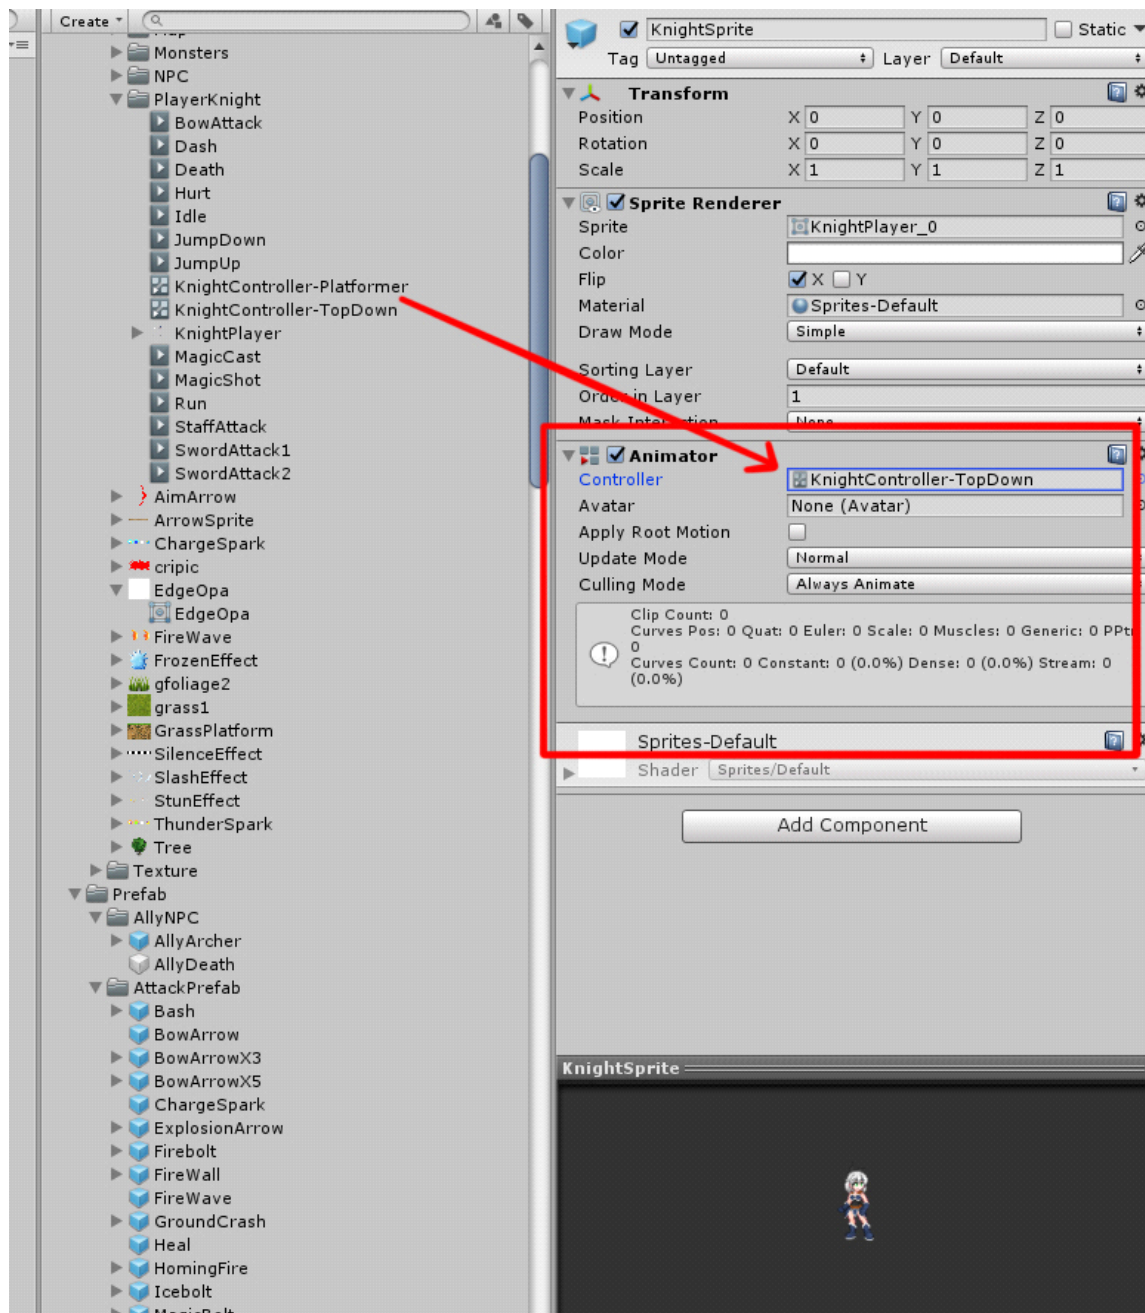 Create
Map
Monsters
NPC
PlayerKnight
BowAttack
Dash
Death
Hurt
Idle
JumpDown
JumpUp
KnightController-Platformer
KnightController-TopDown
KnightPlayer
MagicCast
MagicShot
Run
StaffAttack
SwordAttack1
SwordAttack2
AimArrow
ArrowSprite
ChargeSpark
cripic
EdgeOpa
EdgeOpa
FireWave
FrozenEffect
gfoliage2
grass1
GrassPlatform
SilenceEffect
SlashEffect
StunEffect
ThunderSpark
Tree
Texture
Prefab
AllyNPC
AllyArcher
AllyDeath
AttackPrefab
Bash
BowArrow
BowArrowX3
BowArrowX5
ChargeSpark
ExplosionArrow
Firebolt
FireWall
FireWave
GroundCrash
Heal
HomingFire
Icebolt
MagicBolt
KnightSprite Static
Tag Untagged Layer Default
Transform
Position X 0 Y 0 Z 0
Rotation X 0 Y 0 Z 0
Scale X 1 Y 1 Z 1
Sprite Renderer
Sprite KnightPlayer_0
Color
Flip X Y
Material Sprites-Default
Draw Mode Simple
Sorting Layer Default
Order in Layer 1
Mask Interaction None
Animator
Controller KnightController-TopDown
Avatar None (Avatar)
Apply Root Motion
Update Mode Normal
Culling Mode Always Animate
Clip Count: 0
Curves Pos: 0 Quat: 0 Euler: 0 Scale: 0 Muscles: 0 Generic: 0 PPtr
0
Curves Count: 0 Constant: 0 (0.0%) Dense: 0 (0.0%) Stream: 0
(0.0%)
Sprites-Default
Shader Sprites/Default
Add Component
KnightSprite